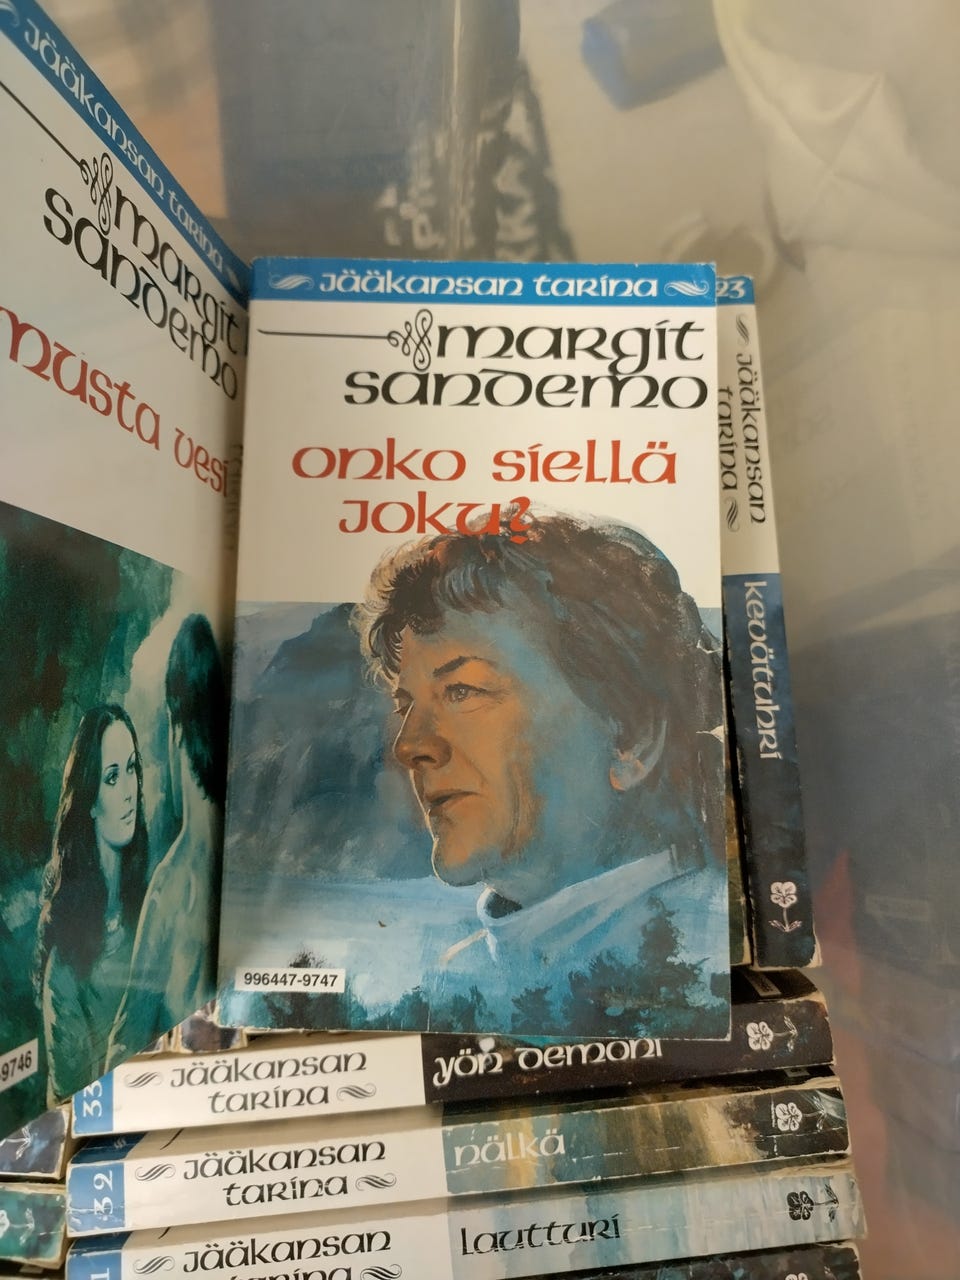 Jääkansan tarina
margit
sandemo
musta vesi
-9746
Jääkansan tarina
margit
sandemo
onko siellä
joku?
996447-9747
23
Jääkansan
tarina
kevätuhri
33
Jääkansan
tarina
yön demoni
32
Jääkansan
tarina
nälkä
Jääkansan
lautturi